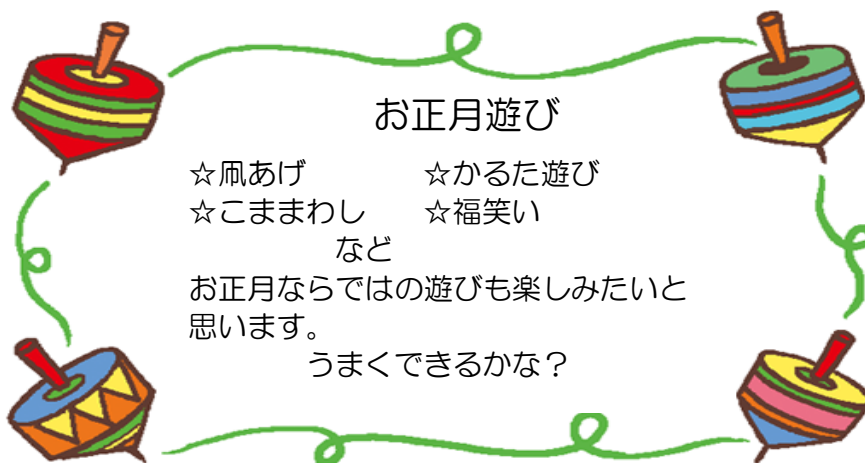 お正月遊び
☆凧あげ　　　　☆かるた遊び
☆こままわし　　☆福笑い
など
お正月ならではの遊びも楽しみたいと
思います。
うまくできるかな？